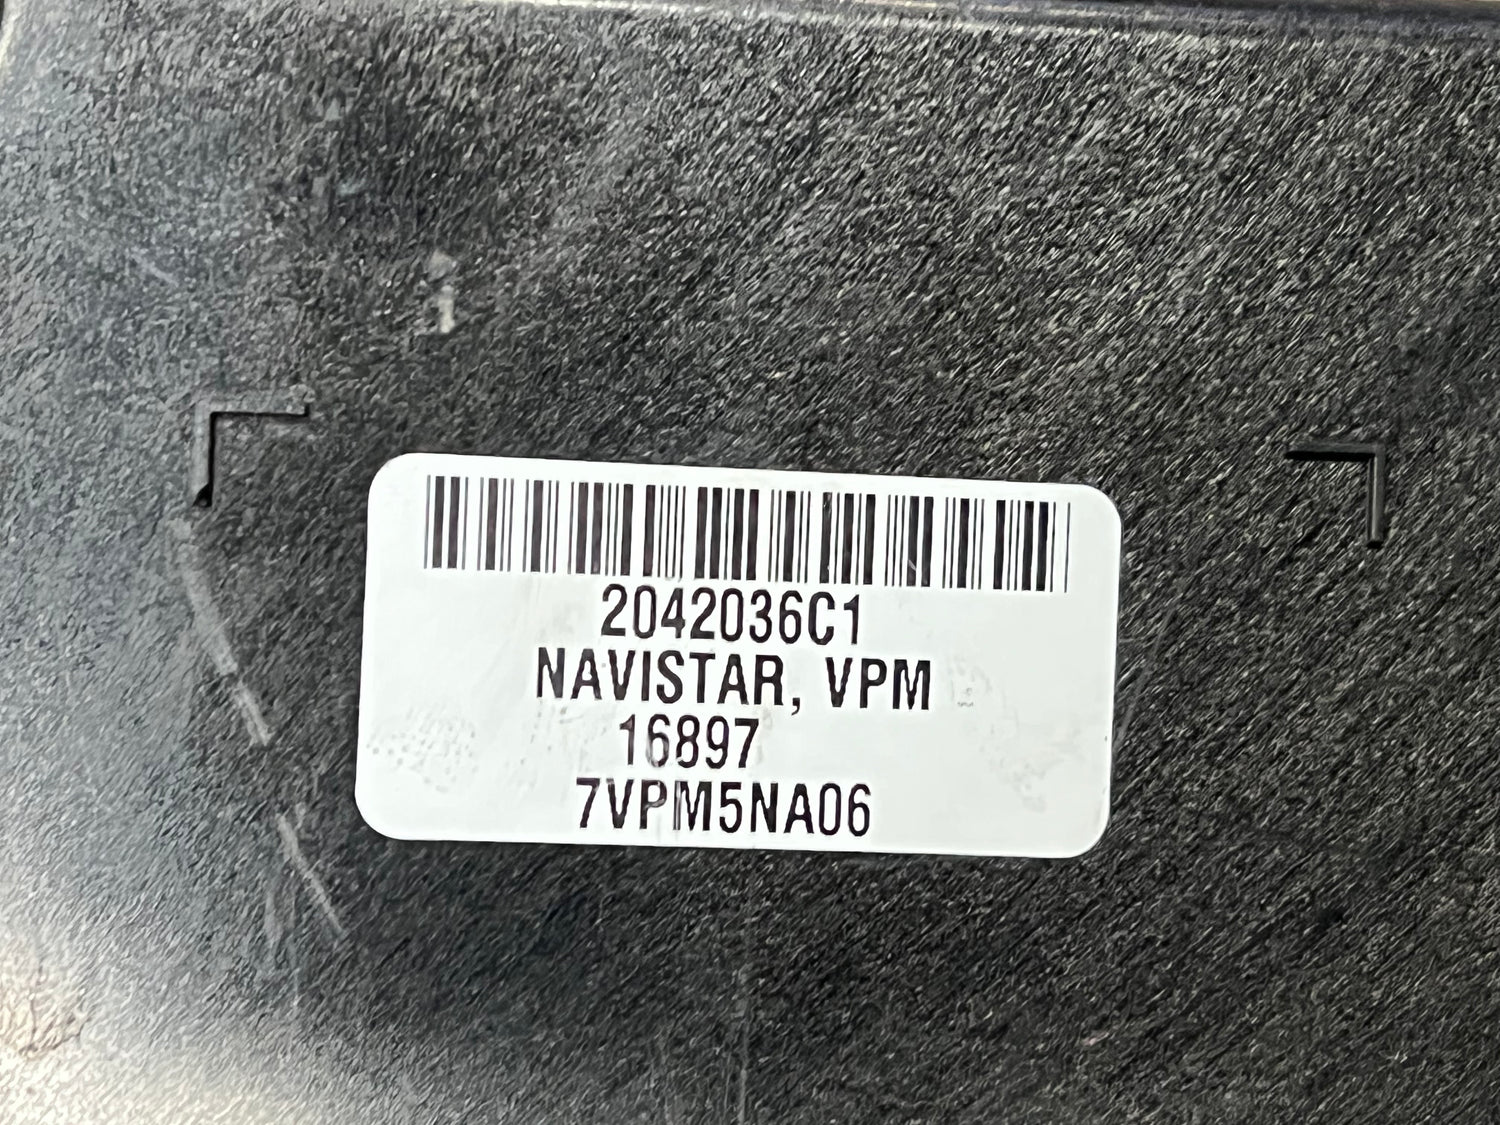 2042036C1
NAVISTAR, VPM
16897
7VPM5NA06